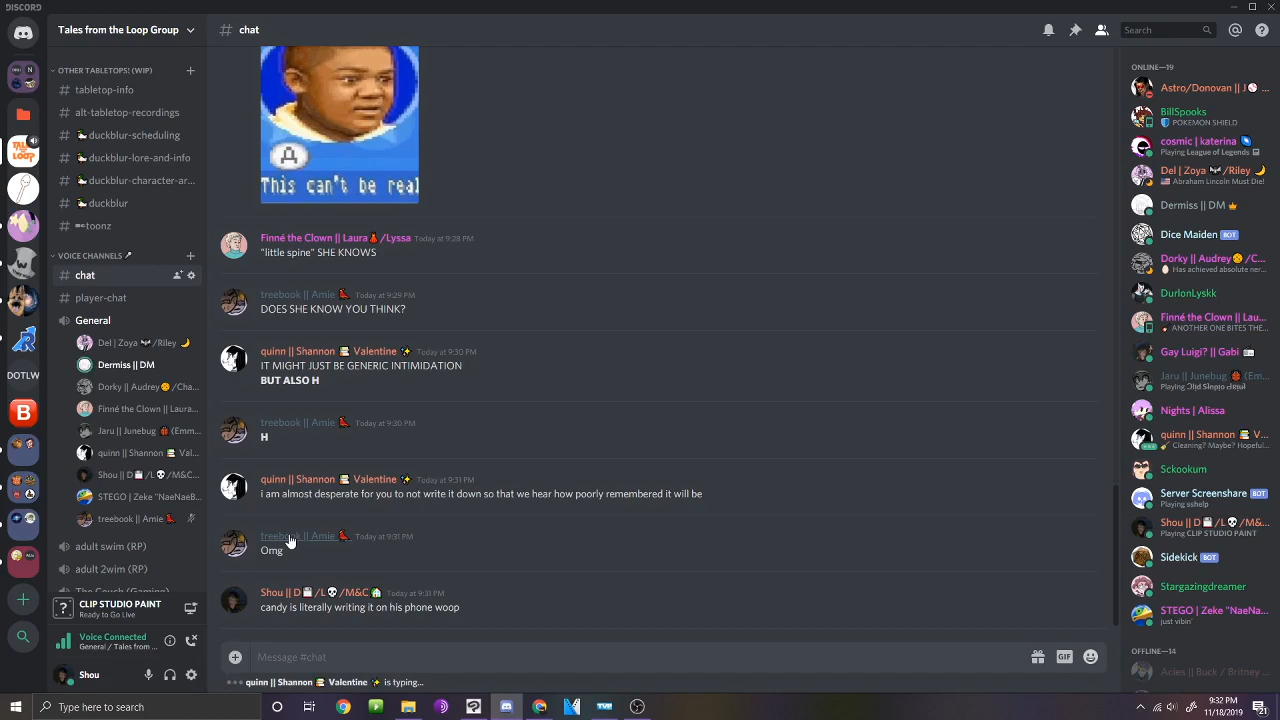 DISCORD
Tales from the Loop Group
# chat
Search
OTHER TABLETOPS! (WIP)
# tabletop-info
# alt-tabletop-recordings
# duckblur-scheduling
# duckblur-lore-and-info
# duckblur-character-ar...
# duckblur
toonz
VOICE CHANNELS
# chat
# player-chat
General
Del | Zoya /Riley
Dermiss || DM
Dorky || Audrey /Cha...
Finné the Clown || Laura...
Jaru || Junebug (Emm...
quinn || Shannon Val...
Shou || D /L /M&C...
STEGO | Zeke "NaeNaeB...
treebook || Amie
adult swim (RP)
adult 2wim (RP)
The Couch (Gaming)
CLIP STUDIO PAINT
Ready to Go Live
Voice Connected
General / Tales from ...
Shou
TALES
LOOP
DOTLW
B
A
This can't be real
Finné the Clown || Laura /Lyssa Today at 9:28 PM
"little spine" SHE KNOWS
treebook || Amie Today at 9:29 PM
DOES SHE KNOW YOU THINK?
quinn || Shannon Valentine Today at 9:30 PM
IT MIGHT JUST BE GENERIC INTIMIDATION
BUT ALSO H
treebook || Amie Today at 9:30 PM
H
quinn || Shannon Valentine Today at 9:31 PM
i am almost desperate for you to not write it down so that we hear how poorly remembered it will be
treebook || Amie Today at 9:31 PM
Omg
Shou || D /L /M&C Today at 9:31 PM
candy is literally writing it on his phone woop
Message #chat
GIF
quinn || Shannon Valentine is typing...
ONLINE—19
Astro/Donovan || J ...
BillSpooks
POKEMON SHIELD
cosmic | katerina
Playing League of Legends
Del | Zoya /Riley
Abraham Lincoln Must Die!
Dermiss || DM
Dice Maiden BOT
Dorky || Audrey /C...
Has achieved absolute ner...
DurlonLyskk
Finné the Clown || Lau...
ANOTHER ONE BITES THE...
Gay Luigi? || Gabi
Jaru || Junebug (Em...
Nights | Alissa
quinn || Shannon V...
Cleaning? Maybe? Hopeful...
Sckookum
Server Screenshare BOT
Playing sshelp
Shou || D /L /M&...
Playing CLIP STUDIO PAINT
Sidekick BOT
Stargazingdreamer
STEGO | Zeke "NaNa...
just vibin'
OFFLINE—14
Acies || Buck / Britney ...
Type here to search
9:32 PM
11/18/2019